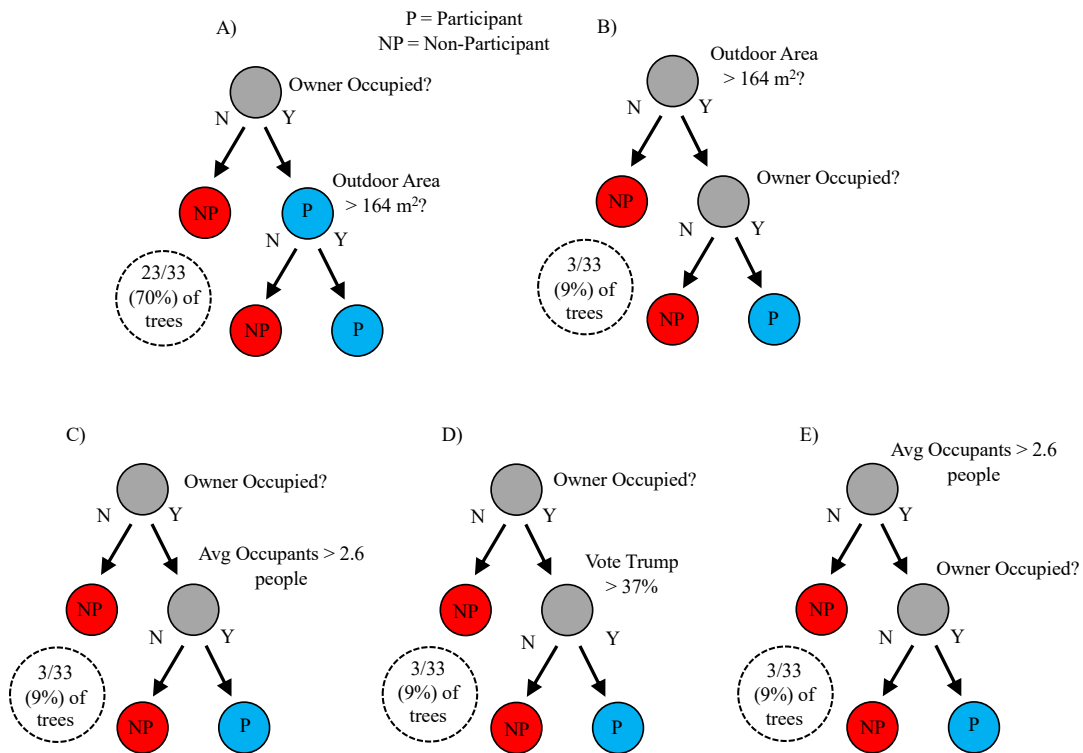 P = Participant
NP = Non-Participant
A)
Owner Occupied?
N
Y
NP
P
Outdoor Area
> 164 m²?
N
Y
23/33
(70%) of
trees
NP
P
B)
Outdoor Area
> 164 m²?
N
Y
NP
Owner Occupied?
N
Y
3/33
(9%) of
trees
NP
P
C)
Owner Occupied?
N
Y
Avg Occupants > 2.6
people
NP
N
Y
3/33
(9%) of
trees
NP
P
D)
Owner Occupied?
N
Y
Vote Trump
> 37%
NP
N
Y
3/33
(9%) of
trees
NP
P
E)
Avg Occupants > 2.6
people
N
Y
Owner Occupied?
NP
N
Y
3/33
(9%) of
trees
NP
P